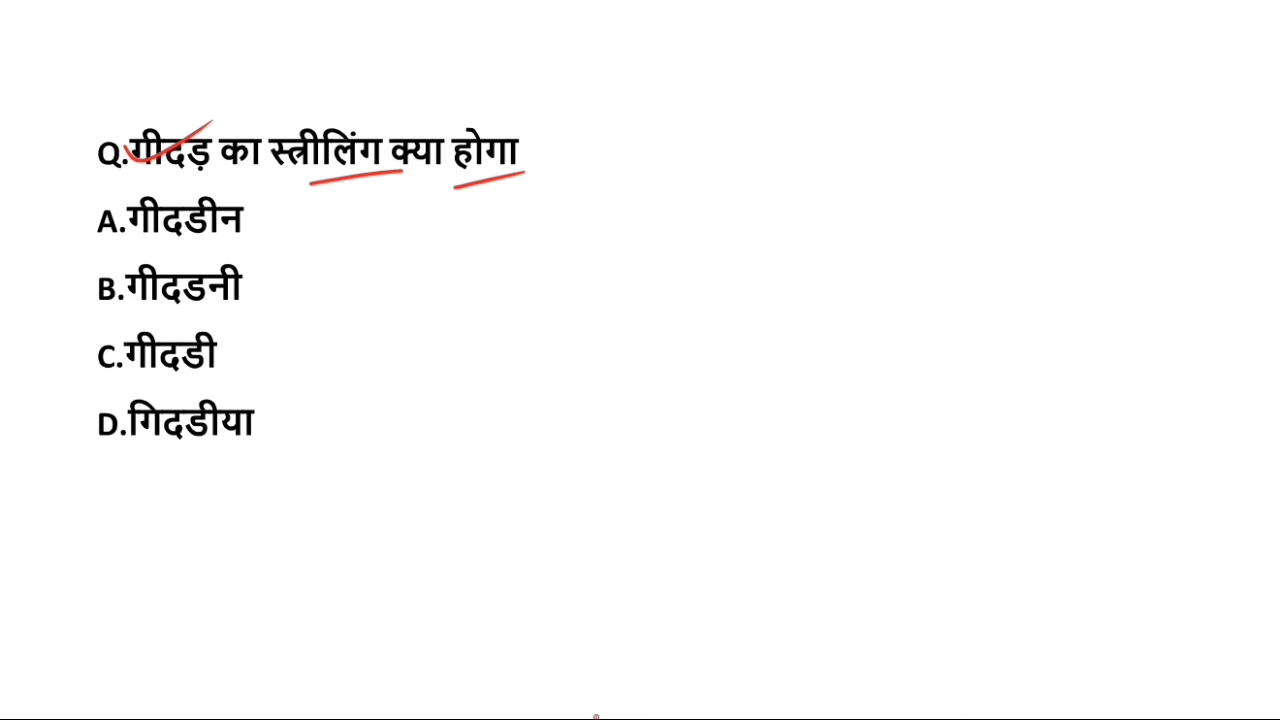 Q.गीदड़ का स्त्रीलिंग क्या होगा
A.गीदडीन
B.गीदडनी
C.गीदडी
D.गिदडीया